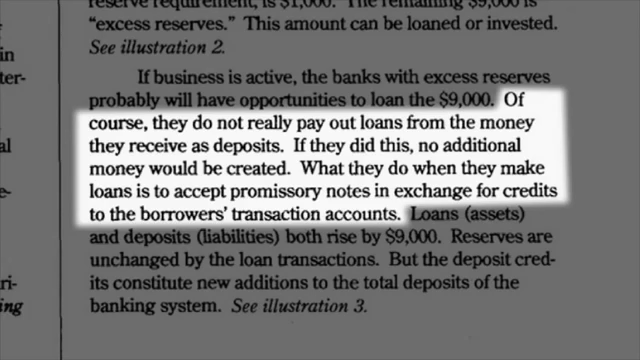 reserve requirement, is $1,000. The remaining $9,000 is
"excess reserves." This amount can be loaned or invested.
See illustration 2.
If business is active, the banks with excess reserves
probably will have opportunities to loan the $9,000. Of
course, they do not really pay out loans from the money
they receive as deposits. If they did this, no additional
money would be created. What they do when they make
loans is to accept promissory notes in exchange for credits
to the borrowers' transaction accounts. Loans (assets)
and deposits (liabilities) both rise by $9,000. Reserves are
unchanged by the loan transactions. But the deposit cred-
its constitute new additions to the total deposits of the
banking system. See illustration 3.